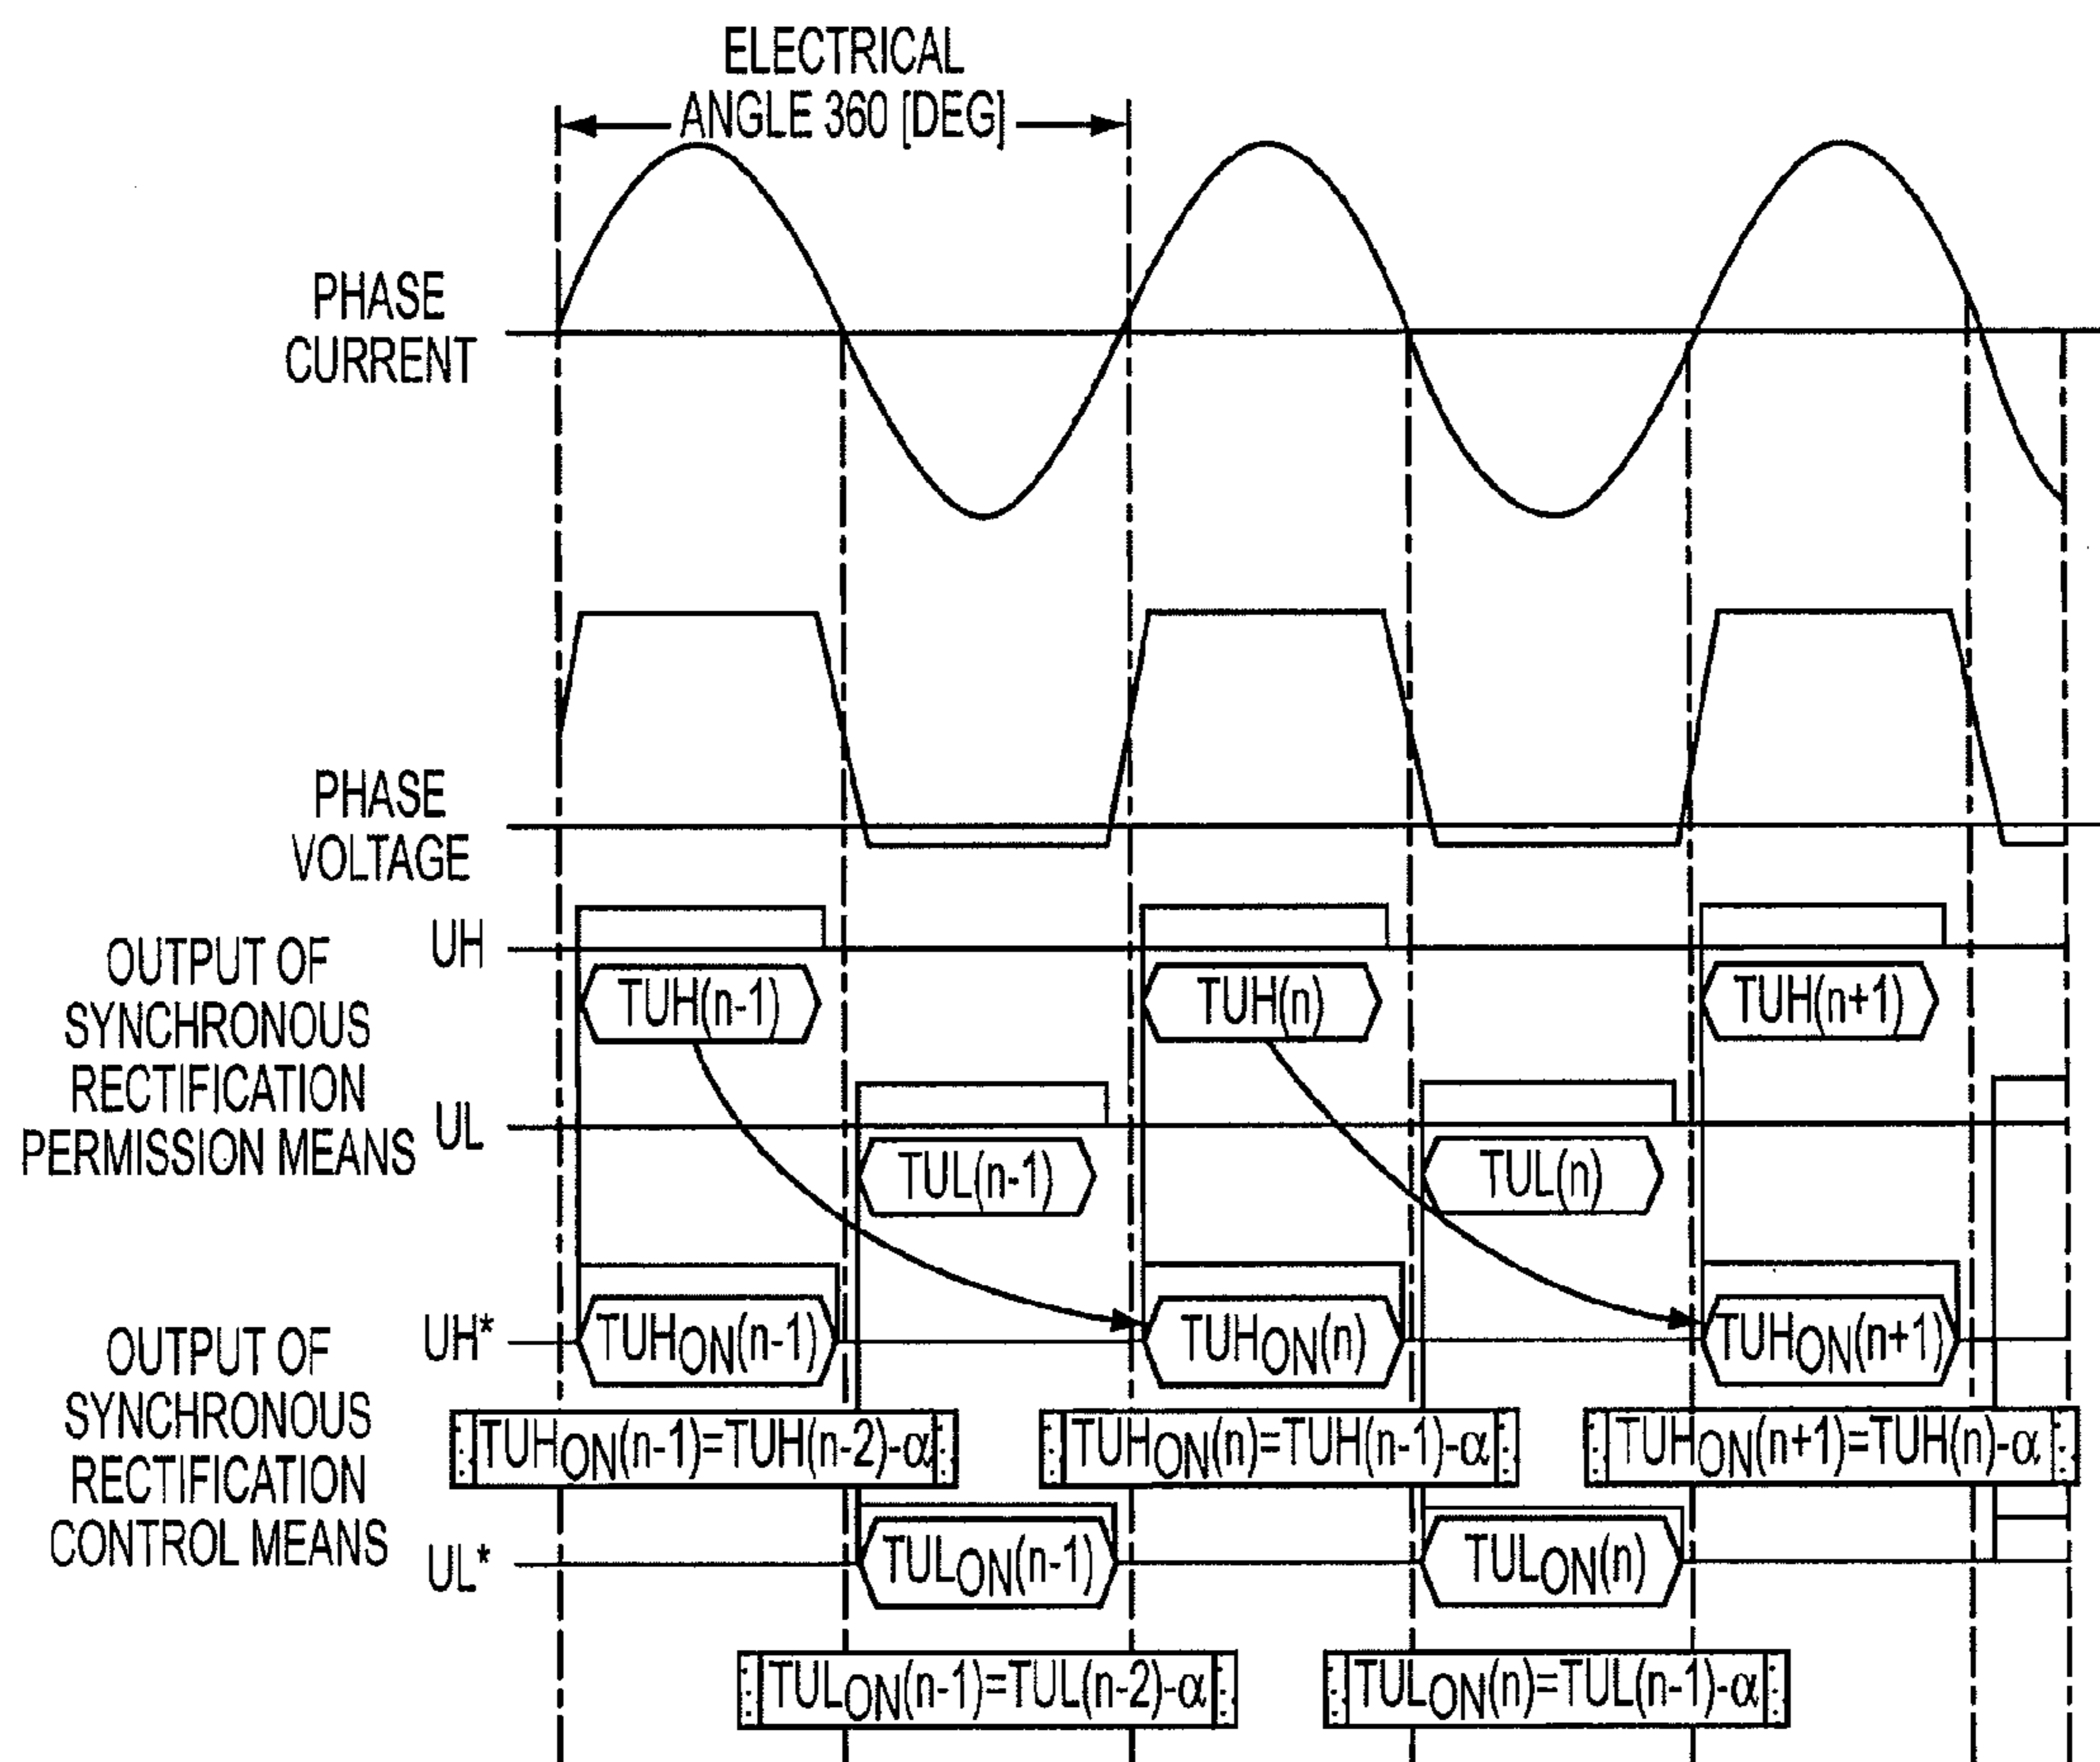 ELECTRICAL
ANGLE 360 [DEG]
PHASE
CURRENT
PHASE
VOLTAGE
OUTPUT OF
SYNCHRONOUS
RECTIFICATION
PERMISSION MEANS
UH
TUH(n-1)
TUH(n)
TUH(n+1)
UL
TUL(n-1)
TUL(n)
OUTPUT OF
SYNCHRONOUS
RECTIFICATION
CONTROL MEANS
UH*
TUHON(n-1)
TUHON(n)
TUHON(n+1)
TUHON(n-1)=TUH(n-2)-α
TUHON(n)=TUH(n-1)-α
TUHON(n+1)=TUH(n)-α
UL*
TULON(n-1)
TULON(n)
TULON(n-1)=TUL(n-2)-α
TULON(n)=TUL(n-1)-α